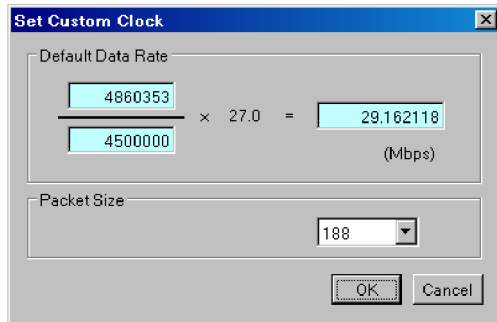 Set Custom Clock
Default Data Rate
4860353
4500000
× 27.0 = 29.162118
(Mbps)
Packet Size
188
OK Cancel